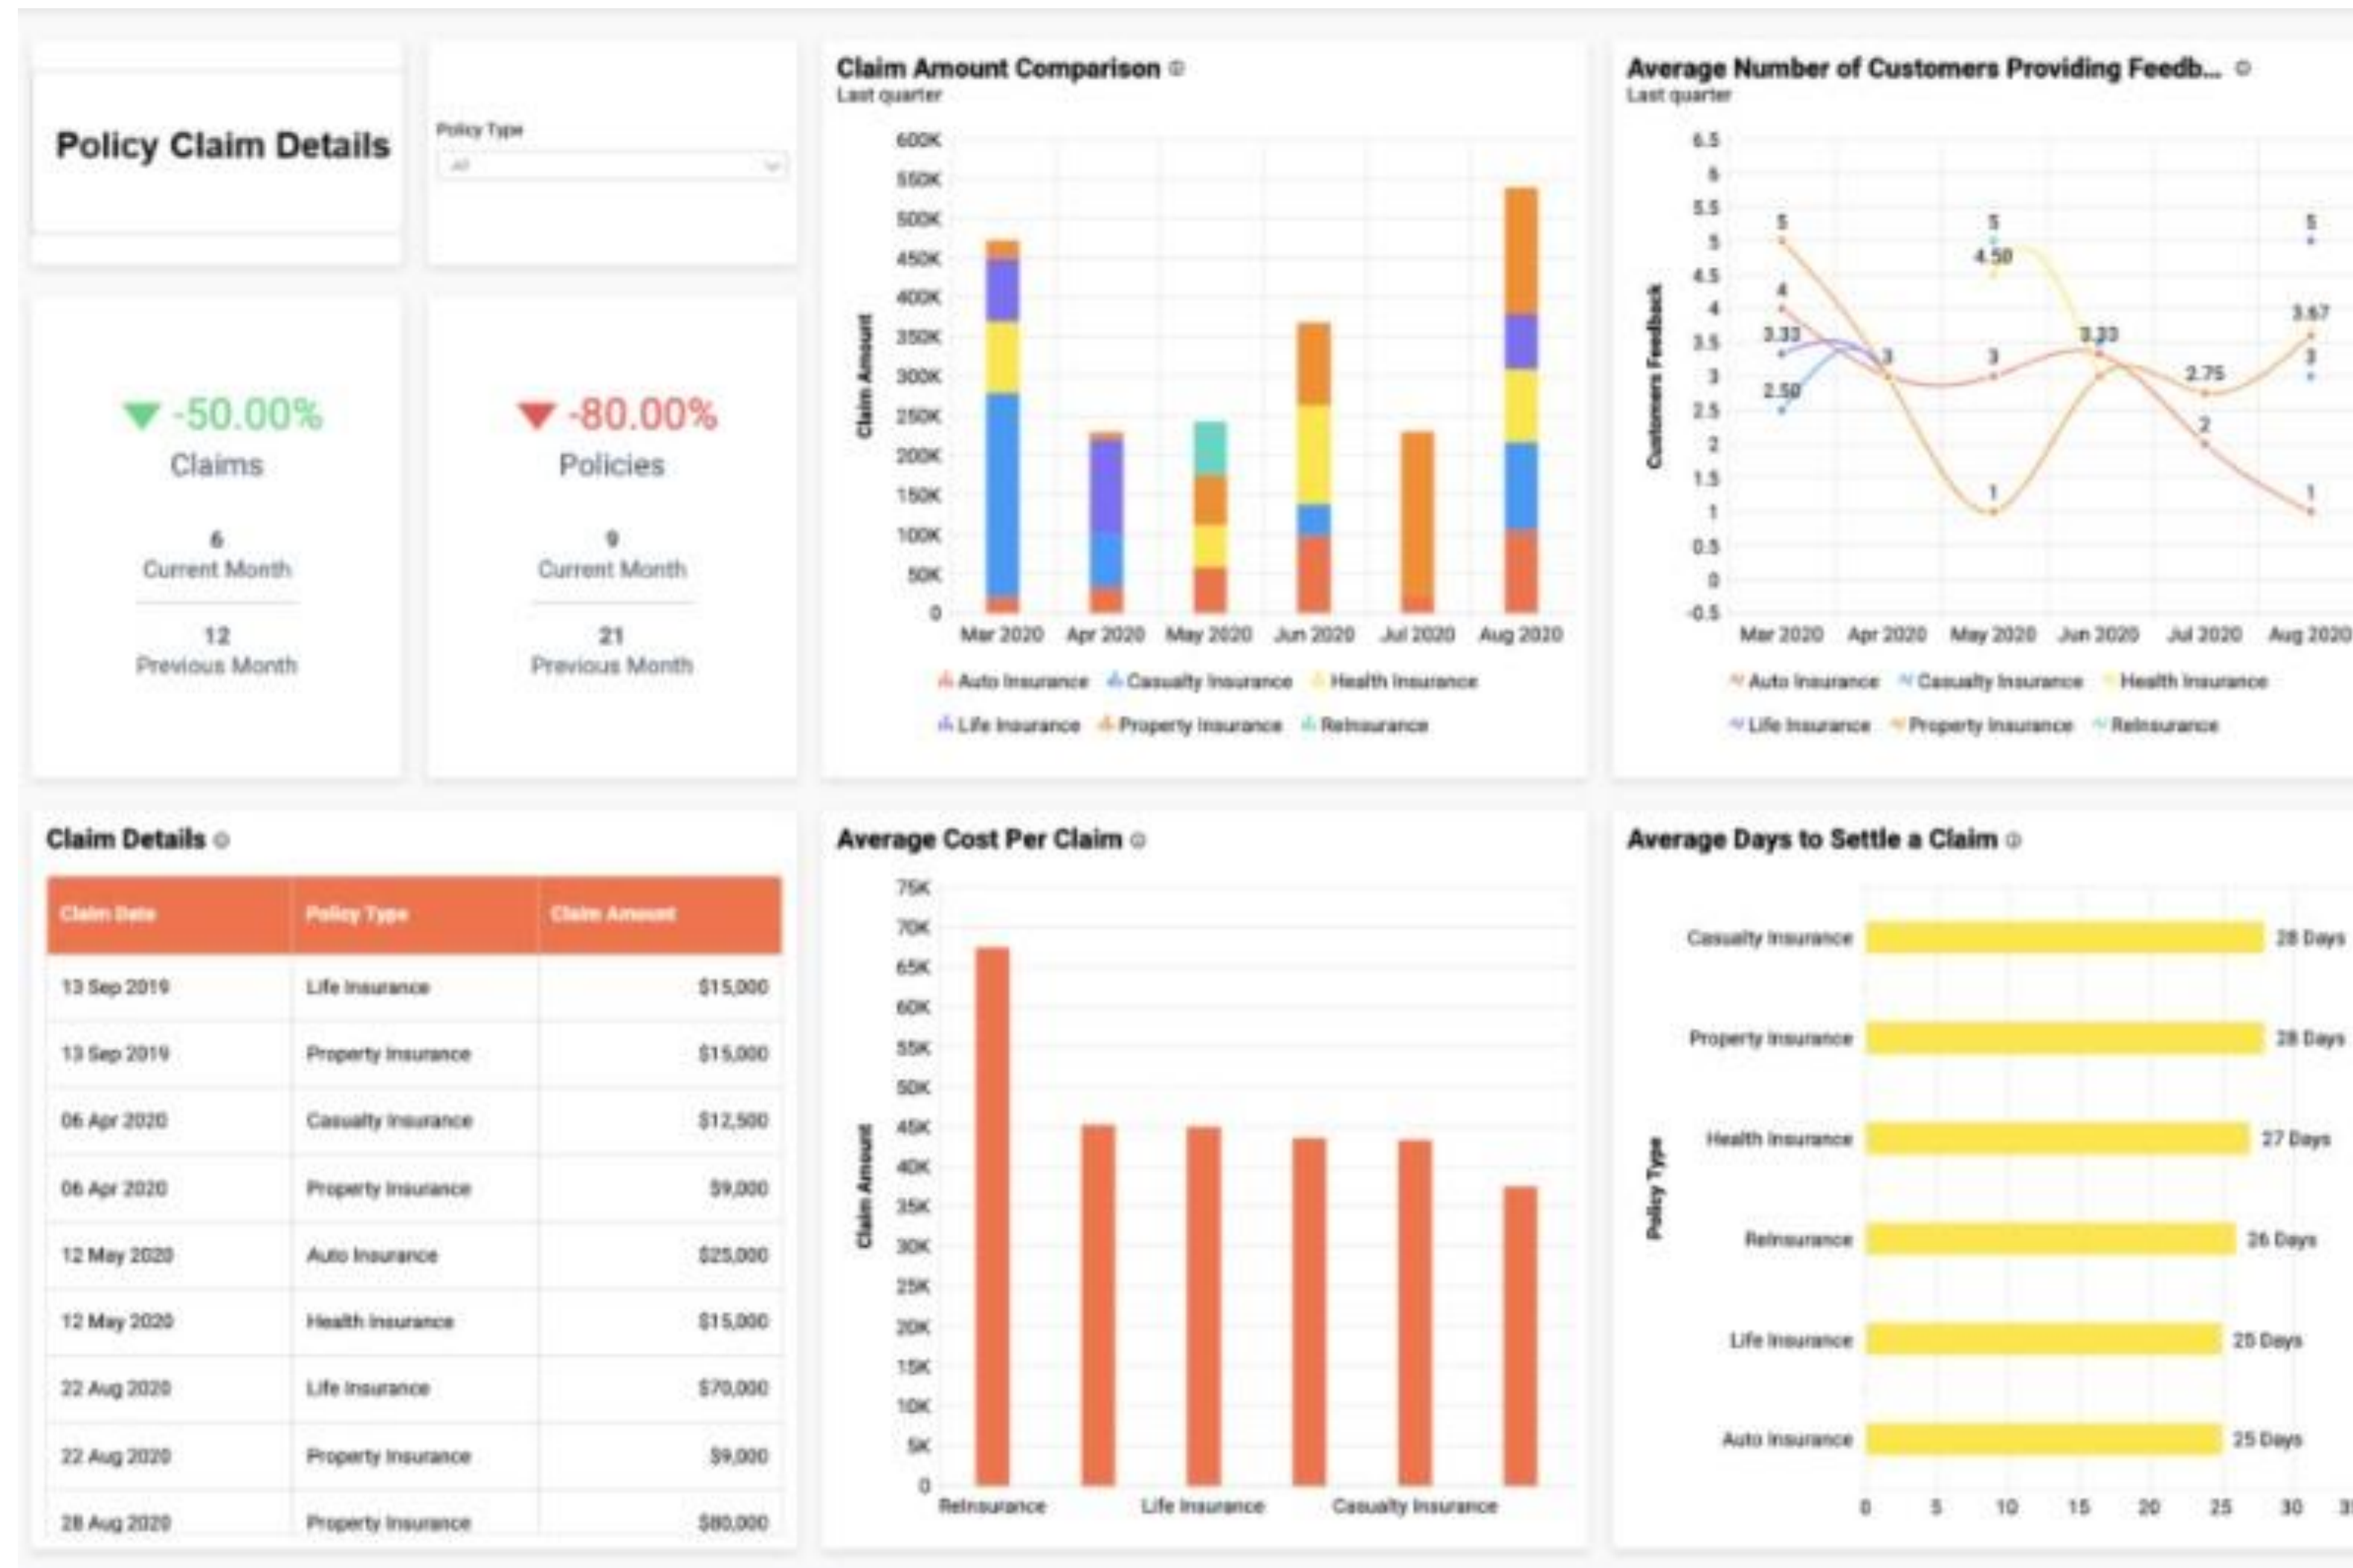 Policy Claim Details
Policy Type
All
-50.00%
Claims
6
Current Month
12
Previous Month
-80.00%
Policies
9
Current Month
21
Previous Month
Claim Amount Comparison
Last quarter
Claim Amount
600K
550K
500K
450K
400K
350K
300K
250K
200K
150K
100K
50K
0
Mar 2020 Apr 2020 May 2020 Jun 2020 Jul 2020 Aug 2020
Auto Insurance Casualty Insurance Health Insurance
Life Insurance Property Insurance ReInsurance
Average Number of Customers Providing Feedb...
Last quarter
Customers Feedback
6.5
6
5.5
5
4.5
4
3.5
3
2.5
2
1.5
1
0.5
0
-0.5
5 5 5
4.50
4
3.67
3.33 3.33
3 3 3
2.75
2.50
2
1 1
Mar 2020 Apr 2020 May 2020 Jun 2020 Jul 2020 Aug 2020
Auto Insurance Casualty Insurance Health Insurance
Life Insurance Property Insurance ReInsurance
Claim Details
Claim Date Policy Type Claim Amount
13 Sep 2019 Life Insurance $15,000
13 Sep 2019 Property Insurance $15,000
06 Apr 2020 Casualty Insurance $12,500
06 Apr 2020 Property Insurance $9,000
12 May 2020 Auto Insurance $25,000
12 May 2020 Health Insurance $15,000
22 Aug 2020 Life Insurance $70,000
22 Aug 2020 Property Insurance $9,000
28 Aug 2020 Property Insurance $80,000
Average Cost Per Claim
Claim Amount
75K
70K
65K
60K
55K
50K
45K
40K
35K
30K
25K
20K
15K
10K
5K
0
ReInsurance Life Insurance Casualty Insurance
Average Days to Settle a Claim
Policy Type
Casualty Insurance 28 Days
Property Insurance 28 Days
Health Insurance 27 Days
ReInsurance 26 Days
Life Insurance 25 Days
Auto Insurance 25 Days
0 5 10 15 20 25 30